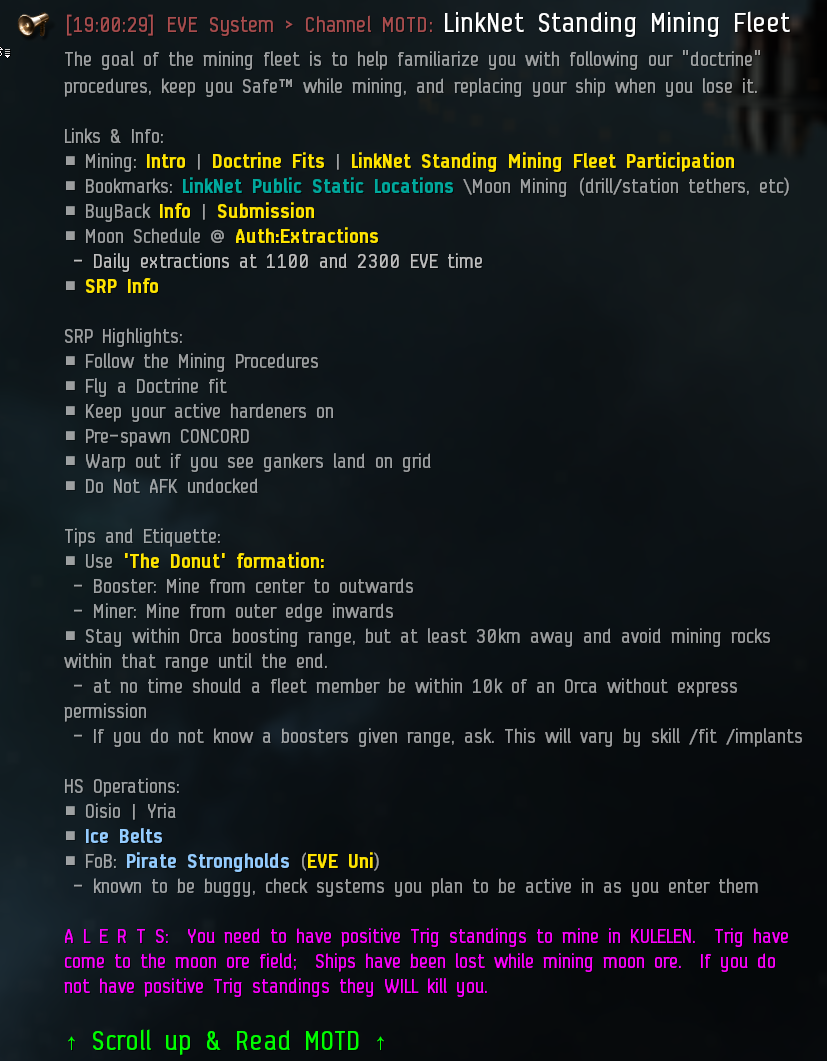 [19:00:29] EVE System > Channel MOTD: LinkNet Standing Mining Fleet
The goal of the mining fleet is to help familiarize you with following our "doctrine"
procedures, keep you Safe™ while mining, and replacing your ship when you lose it.
Links & Info:
■ Mining: Intro | Doctrine Fits | LinkNet Standing Mining Fleet Participation
■ Bookmarks: LinkNet Public Static Locations \Moon Mining (drill/station tethers, etc)
■ BuyBack Info | Submission
■ Moon Schedule @ Auth:Extractions
- Daily extractions at 1100 and 2300 EVE time
■ SRP Info
SRP Highlights:
■ Follow the Mining Procedures
■ Fly a Doctrine fit
■ Keep your active hardeners on
■ Pre-spawn CONCORD
■ Warp out if you see gankers land on grid
■ Do Not AFK undocked
Tips and Etiquette:
■ Use 'The Donut' formation:
- Booster: Mine from center to outwards
- Miner: Mine from outer edge inwards
■ Stay within Orca boosting range, but at least 30km away and avoid mining rocks
within that range until the end.
- at no time should a fleet member be within 10k of an Orca without express
permission
- If you do not know a boosters given range, ask. This will vary by skill /fit /implants
HS Operations:
■ Oisio | Yria
■ Ice Belts
■ FoB: Pirate Strongholds (EVE Uni)
- known to be buggy, check systems you plan to be active in as you enter them
A L E R T S: You need to have positive Trig standings to mine in KULELEN. Trig have
come to the moon ore field; Ships have been lost while mining moon ore. If you do
not have positive Trig standings they WILL kill you.
↑ Scroll up & Read MOTD ↑